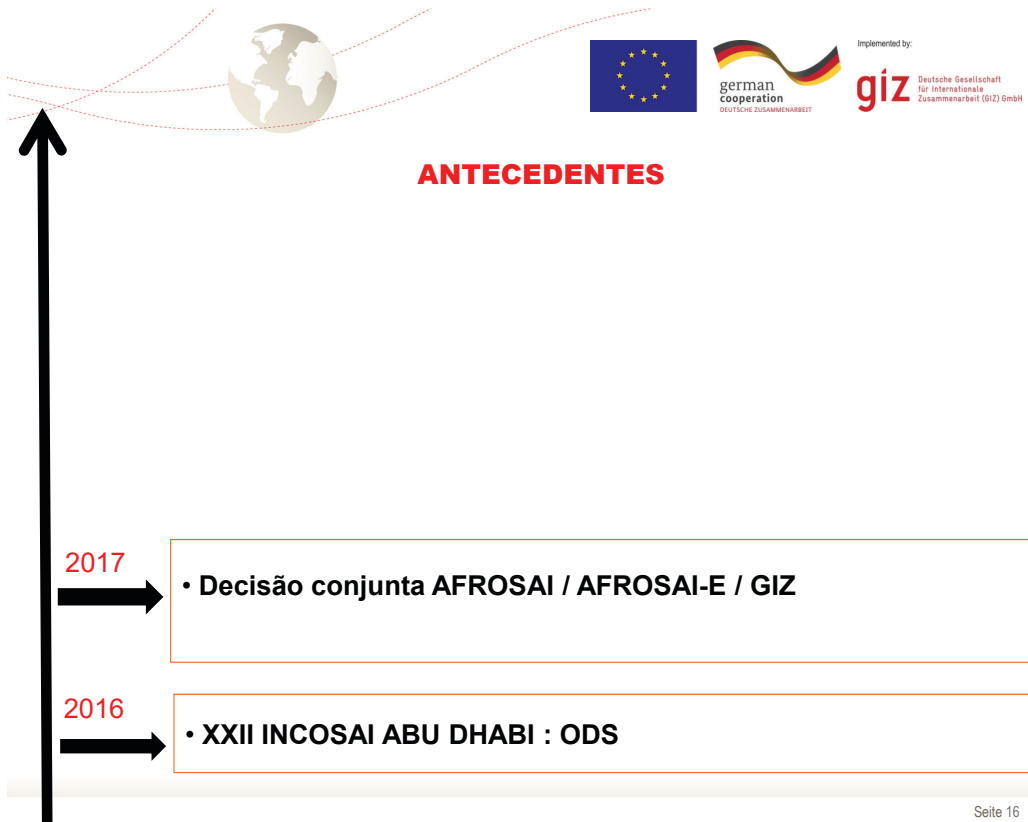 Implemented by:
german
cooperation
DEUTSCHE ZUSAMMENARBEIT
giz
Deutsche Gesellschaft
für Internationale
Zusammenarbeit (GIZ) GmbH
ANTECEDENTES
2017
• Decisão conjunta AFROSAI / AFROSAI-E / GIZ
2016
• XXII INCOSAI ABU DHABI : ODS
Seite 16